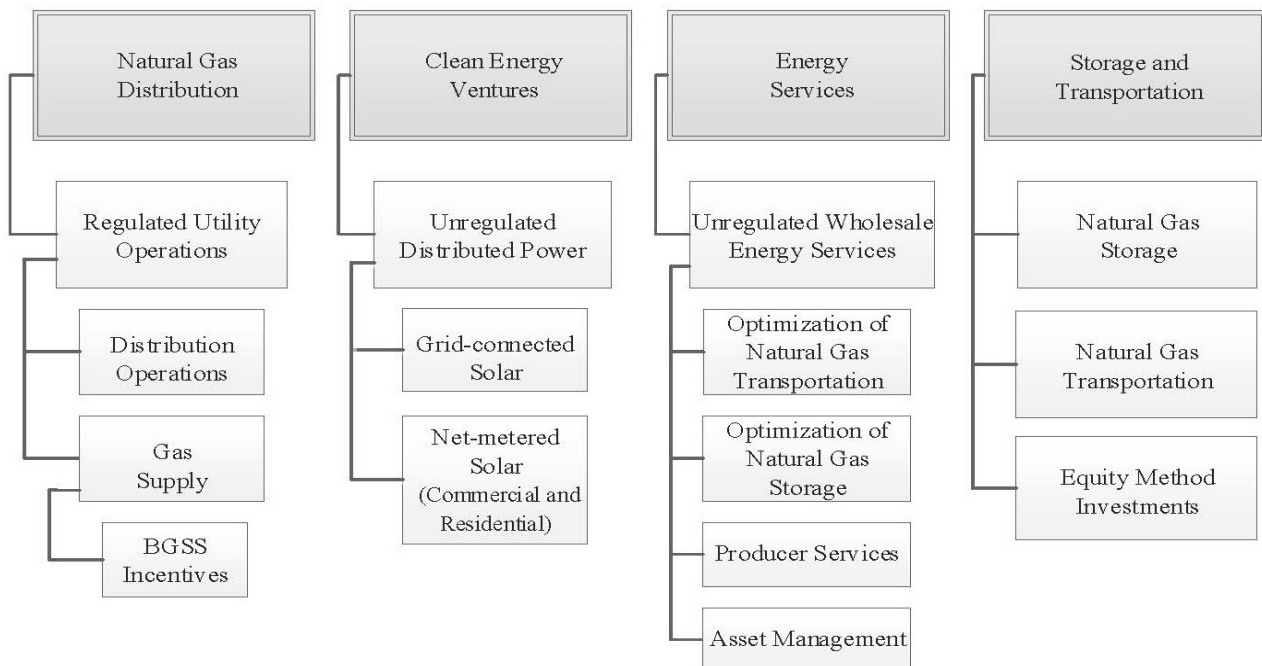 Natural Gas
Distribution
Regulated Utility
Operations
Distribution
Operations
Gas
Supply
BGSS
Incentives
Clean Energy
Ventures
Unregulated
Distributed Power
Grid-connected
Solar
Net-metered
Solar
(Commercial and
Residential)
Energy
Services
Unregulated Wholesale
Energy Services
Optimization of
Natural Gas
Transportation
Optimization of
Natural Gas
Storage
Producer Services
Asset Management
Storage and
Transportation
Natural Gas
Storage
Natural Gas
Transportation
Equity Method
Investments